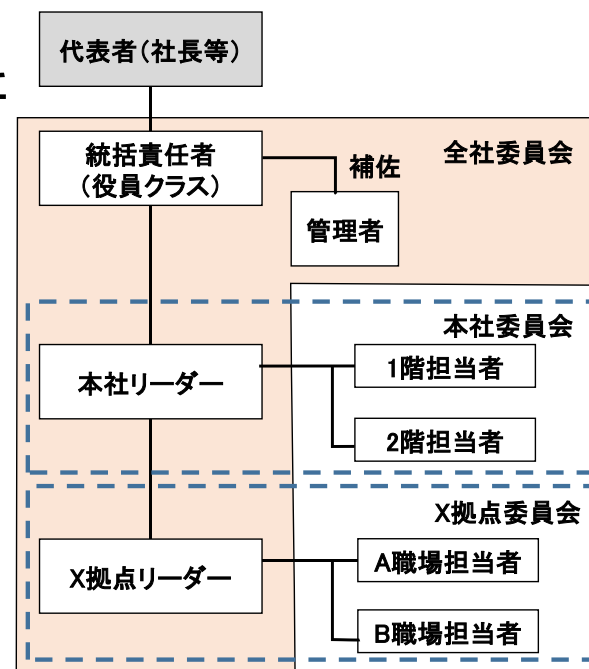 代表者（社長等）
統括責任者
（役員クラス）
補佐
全社委員会
管理者
本社委員会
本社リーダー
1階担当者
2階担当者
X拠点委員会
X拠点リーダー
A職場担当者
B職場担当者